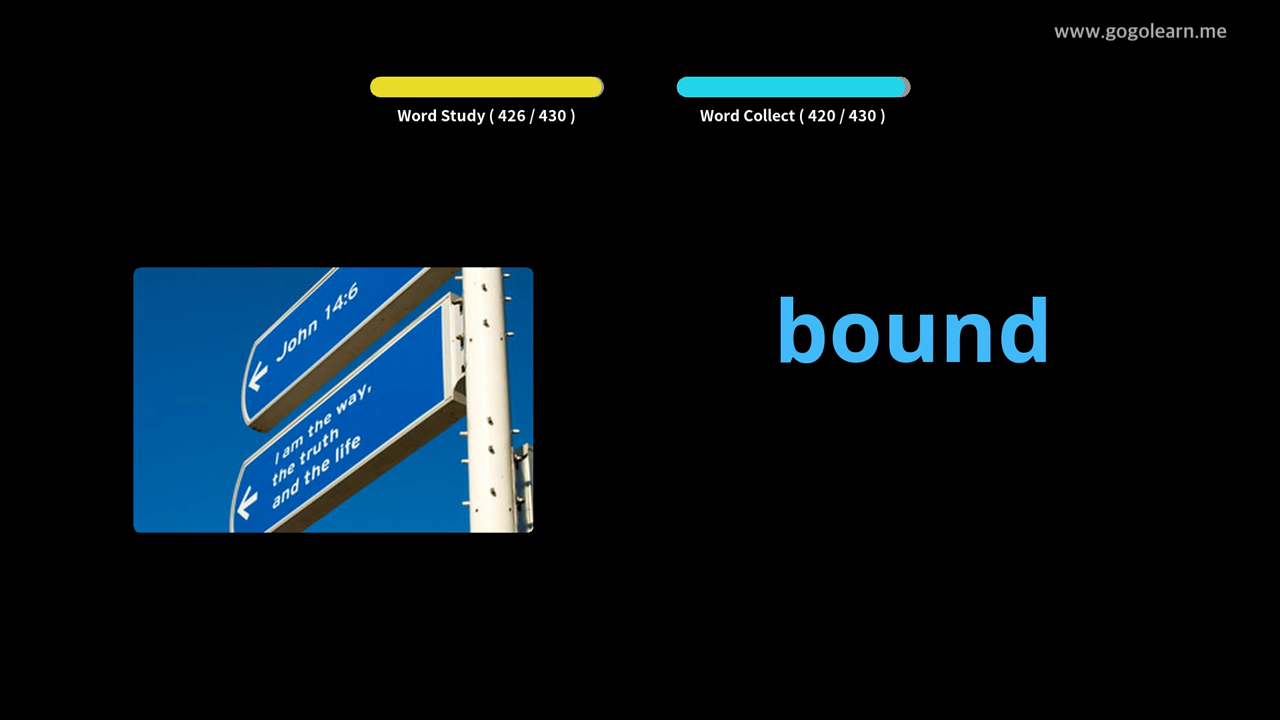 www.gogolearn.me
Word Study ( 426 / 430 )
Word Collect ( 420 / 430 )
John 14:6
I am the way,
the truth
and the life
bound